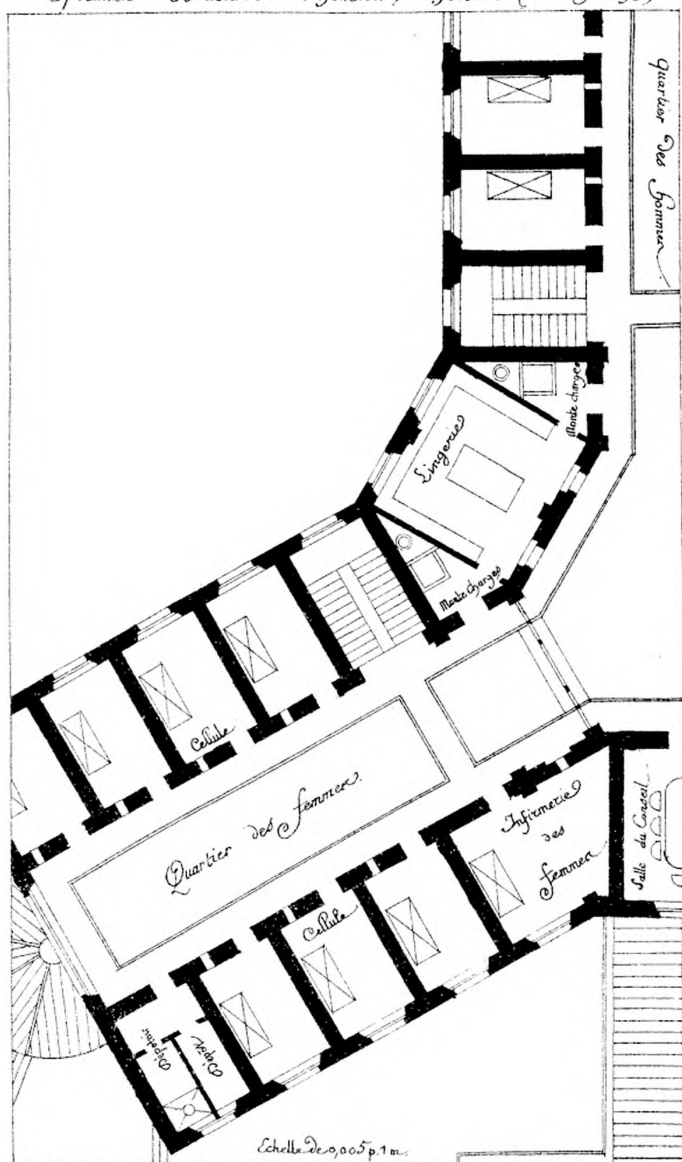 Quartier des hommes
Monte charges
Lingerie
Monte charges
Cellule
Quartier des femmes.
Infirmerie
des
femmes
Salle du Conseil
Cellule
Dépôt
Echelle de 0,005 p. 1 m.